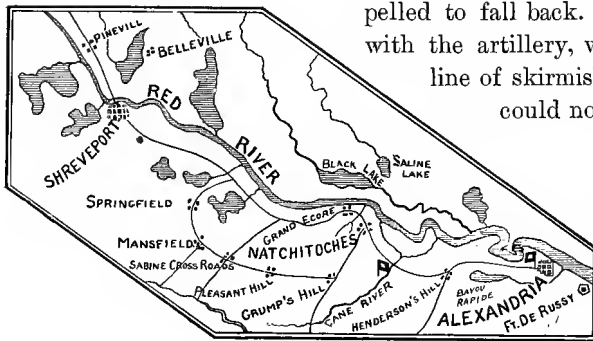 pelled to fall back.
with the artillery, w
line of skirmis
could no
PINEVILL
BELLEVILLE
RED
RIVER
SHREVEPORT
BLACK LAKE
SALINE
LAKE
SPRINGFIELD
GRAND ECORE
MANSFIELD
NATCHITOCHES
SABINE CROSS ROADS
PLEASANT HILL
CRUMP'S HILL
CANE RIVER
HENDERSON'S HILL
BAYOU
RAPIDE
ALEXANDRIA
FT. DE RUSSY